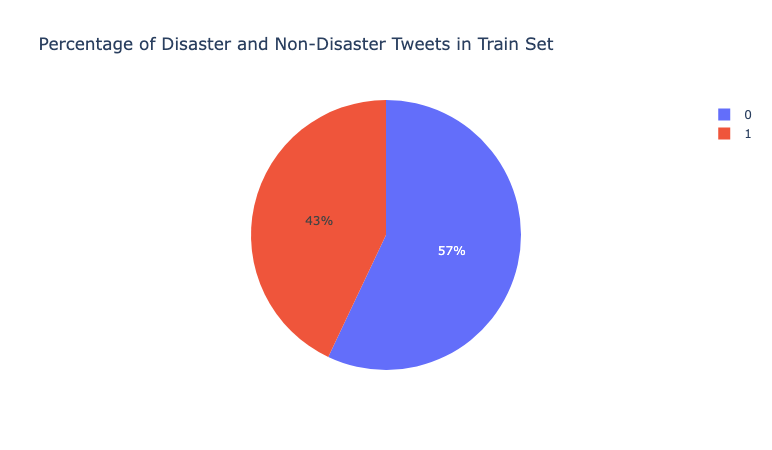 Percentage of Disaster and Non-Disaster Tweets in Train Set
0
1
43%
57%